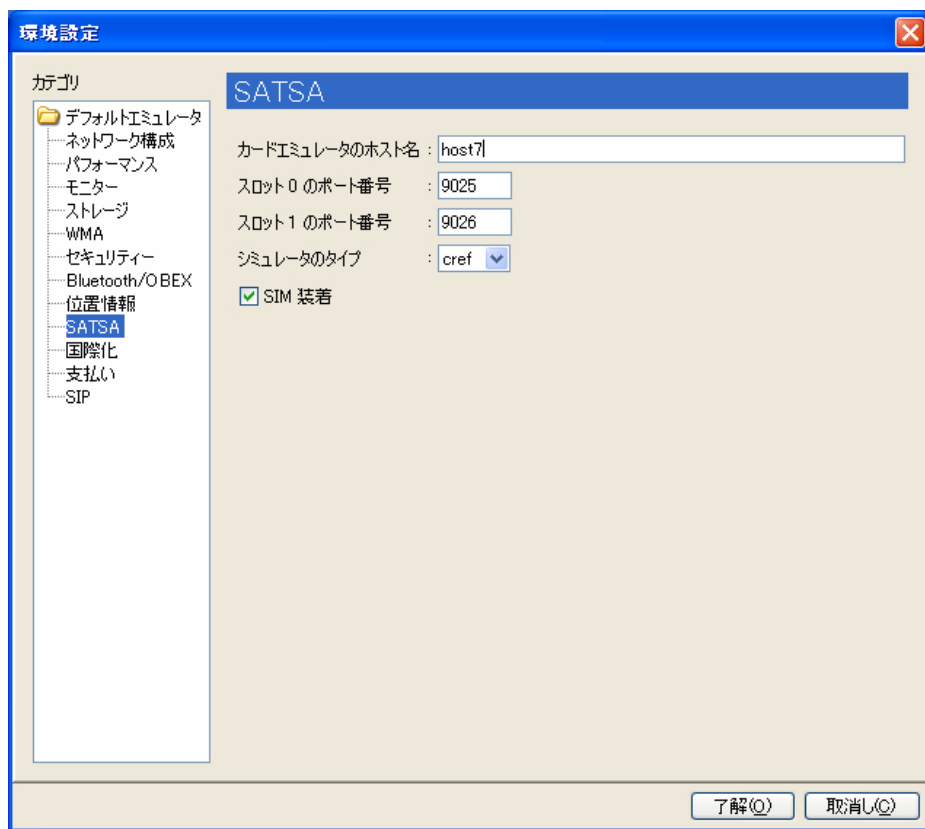 環境設定
カテゴリ
デフォルトエミュレータ
ネットワーク構成
パフォーマンス
モニター
ストレージ
WMA
セキュリティー
Bluetooth/OBEX
位置情報
SATSA
国際化
支払い
SIP
SATSA
カードエミュレータのホスト名 : host7
スロット 0 のポート番号 : 9025
スロット 1 のポート番号 : 9026
シミュレータのタイプ : cref
SIM 装着
了解(O) 取消し(C)